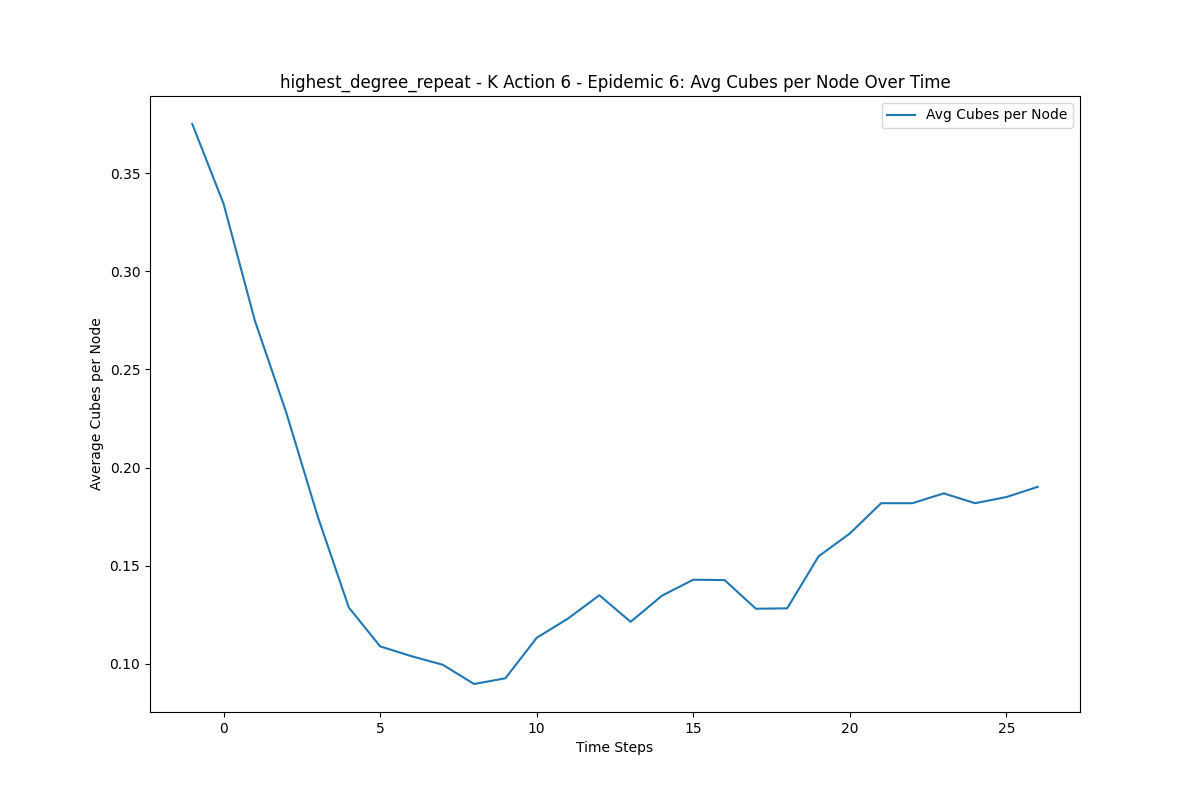 highest_degree_repeat - K Action 6 - Epidemic 6: Avg Cubes per Node Over Time
Avg Cubes per Node
0.35
0.30
0.25
0.20
0.15
0.10
Average Cubes per Node
0 5 10 15 20 25
Time Steps